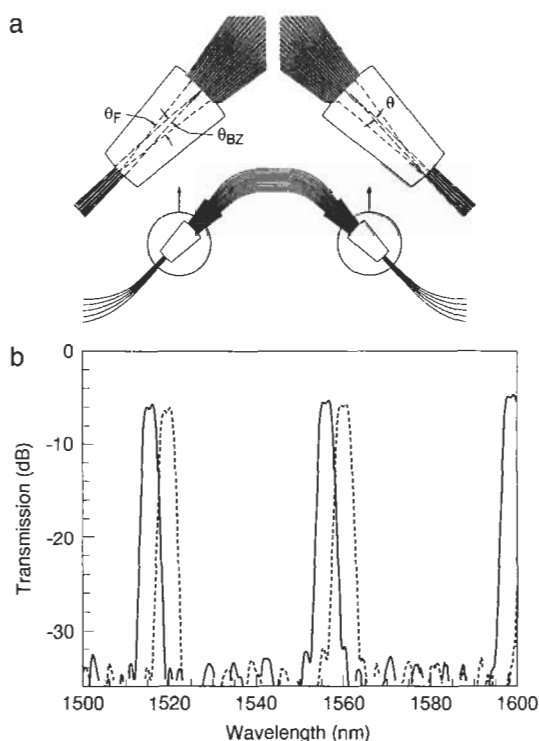 a
θF
θBZ
θ
b
Transmission (dB)
0
-10
-20
-30
1500
1520
1540
1560
1580
1600
Wavelength (nm)